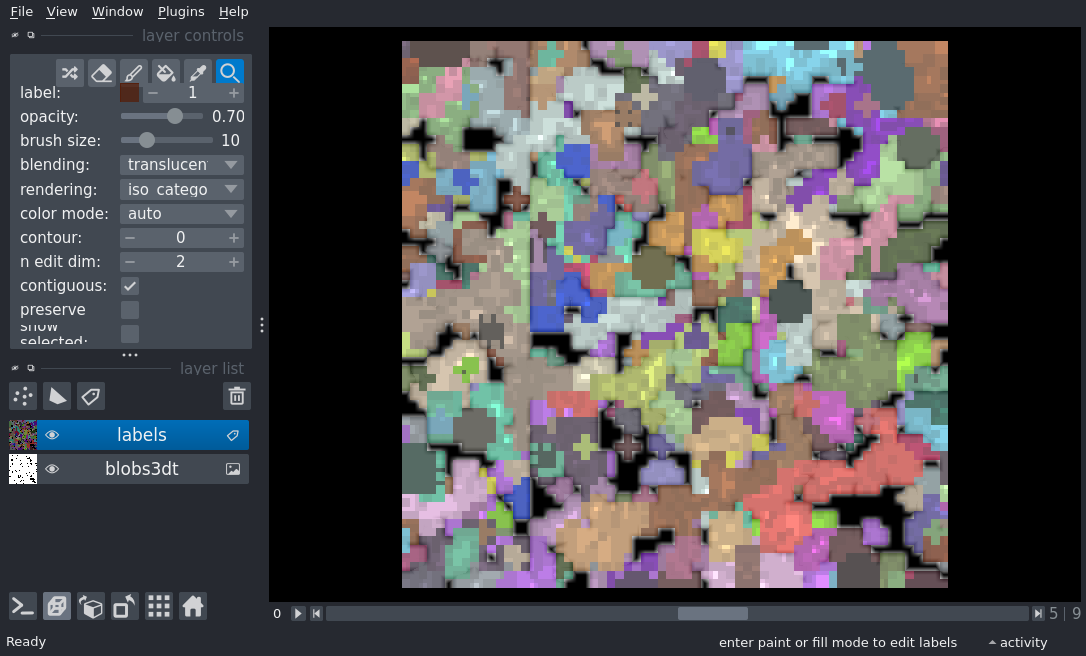 File View Window Plugins Help
layer controls
label: 1
opacity: 0.70
brush size: 10
blending: translucen
rendering: iso_catego
color mode: auto
contour: 0
n edit dim: 2
contiguous:
preserve
show
selected:
layer list
labels
blobs3dt
0 5 | 9
Ready enter paint or fill mode to edit labels activity